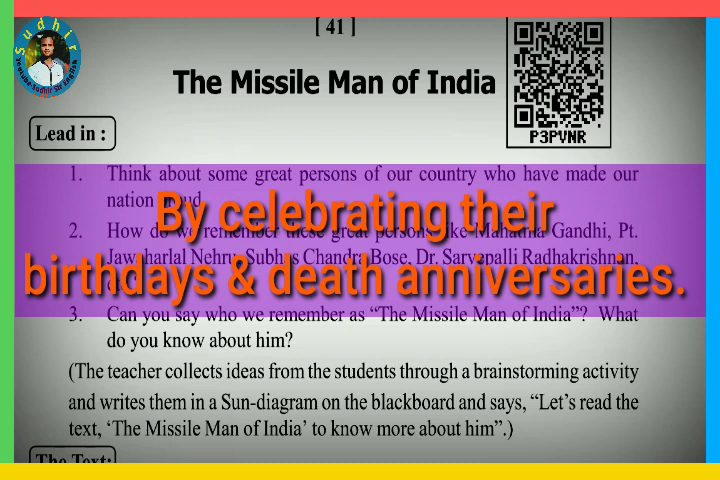 [ 41 ]
Sudhir
Youtube-Sudhir Sir English
The Missile Man of India
P3PVNR
Lead in :
1. Think about some great persons of our country who have made our
nation
By celebrating their
2. How do we remember these great persons like Mahatma Gandhi, Pt.
Jawaharlal Nehru, Subhas Chandra Bose, Dr. Sarvepalli Radhakrishnan,
birthdays & death anniversaries.
3. Can you say who we remember as “The Missile Man of India”? What
do you know about him?
(The teacher collects ideas from the students through a brainstorming activity
and writes them in a Sun-diagram on the blackboard and says, “Let’s read the
text, ‘The Missile Man of India’ to know more about him”.)
The Text: